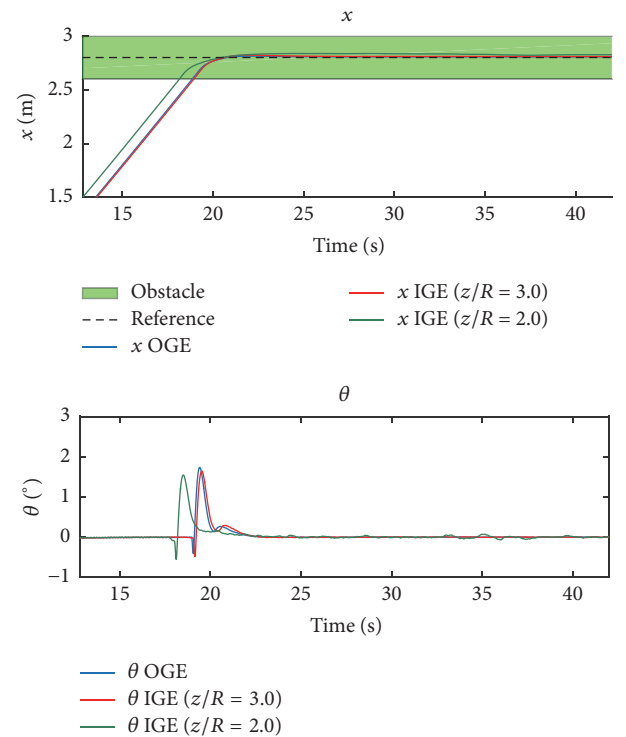 x
3
2.5
2
1.5
x (m)
15 20 25 30 35 40
Time (s)
Obstacle
Reference
x OGE
x IGE (z/R = 3.0)
x IGE (z/R = 2.0)
θ
3
2
1
0
−1
θ (°)
15 20 25 30 35 40
Time (s)
θ OGE
θ IGE (z/R = 3.0)
θ IGE (z/R = 2.0)